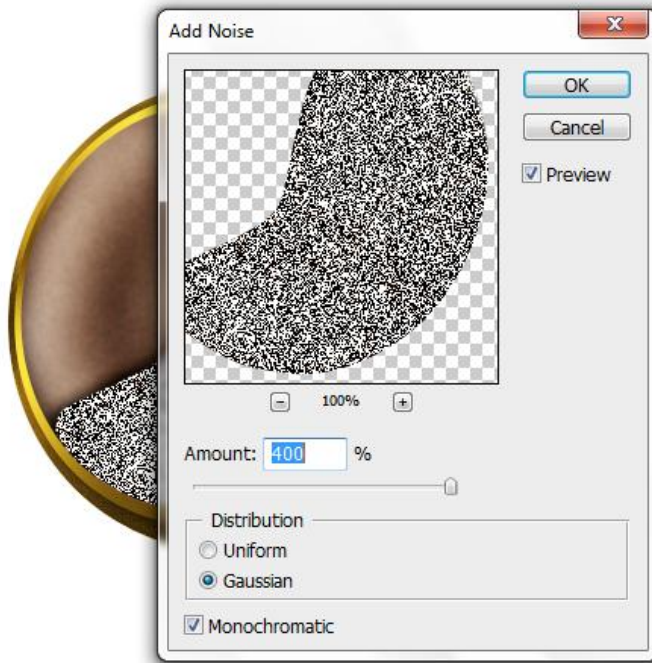 Add Noise
OK
Cancel
Preview
100%
Amount: 400 %
Distribution
Uniform
Gaussian
Monochromatic